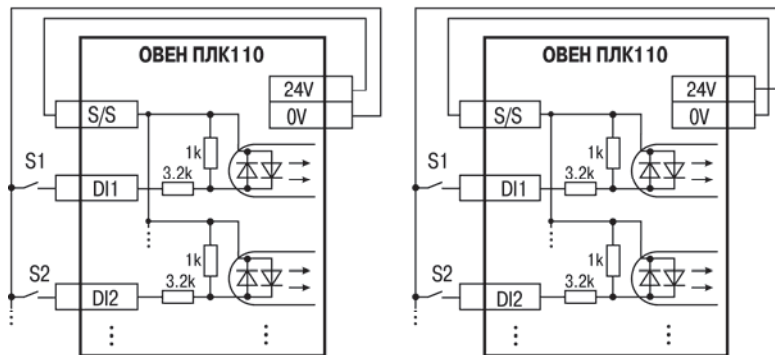 ОВЕН ПЛК110
24V
0V
S/S
1k
3.2k
S1
DI1
1k
3.2k
S2
DI2
ОВЕН ПЛК110
24V
0V
S/S
1k
3.2k
S1
DI1
1k
3.2k
S2
DI2